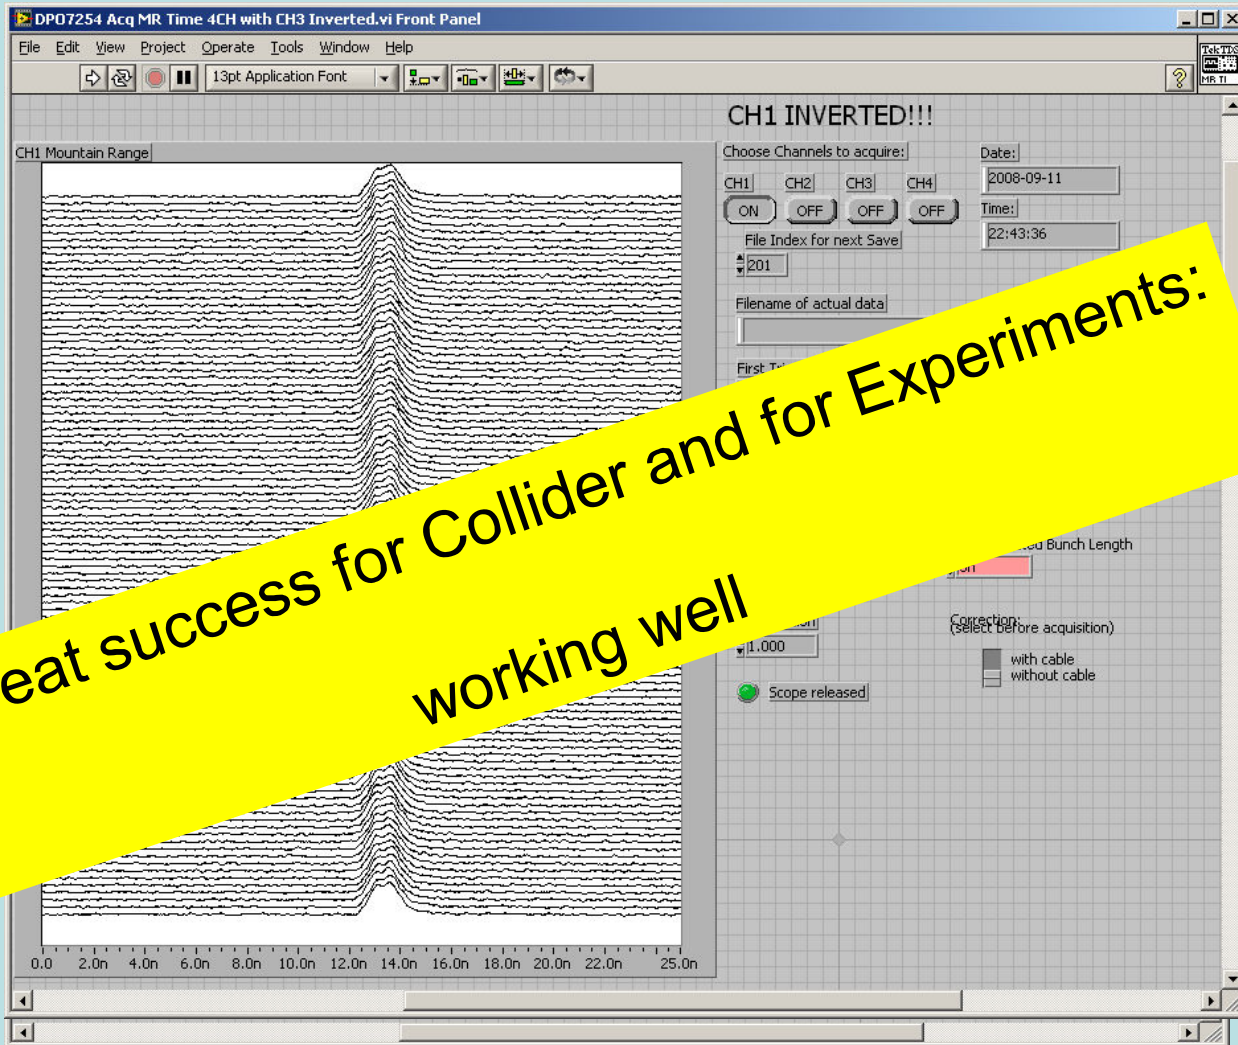 DPO7254 Acq MR Time 4CH with CH3 Inverted.vi Front Panel
File Edit View Project Operate Tools Window Help
13pt Application Font
TekTDS
MR TI
CH1 INVERTED!!!
CH1 Mountain Range
Choose Channels to acquire:
CH1 CH2 CH3 CH4
ON OFF OFF OFF
Date:
2008-09-11
Time:
22:43:36
File Index for next Save
201
Filename of actual data
First
success for Collider and for Experiments:
working well
Bunch Length
1.000
Correction:
(select before acquisition)
with cable
without cable
Scope released
0.0 2.0n 4.0n 6.0n 8.0n 10.0n 12.0n 14.0n 16.0n 18.0n 20.0n 22.0n 25.0n